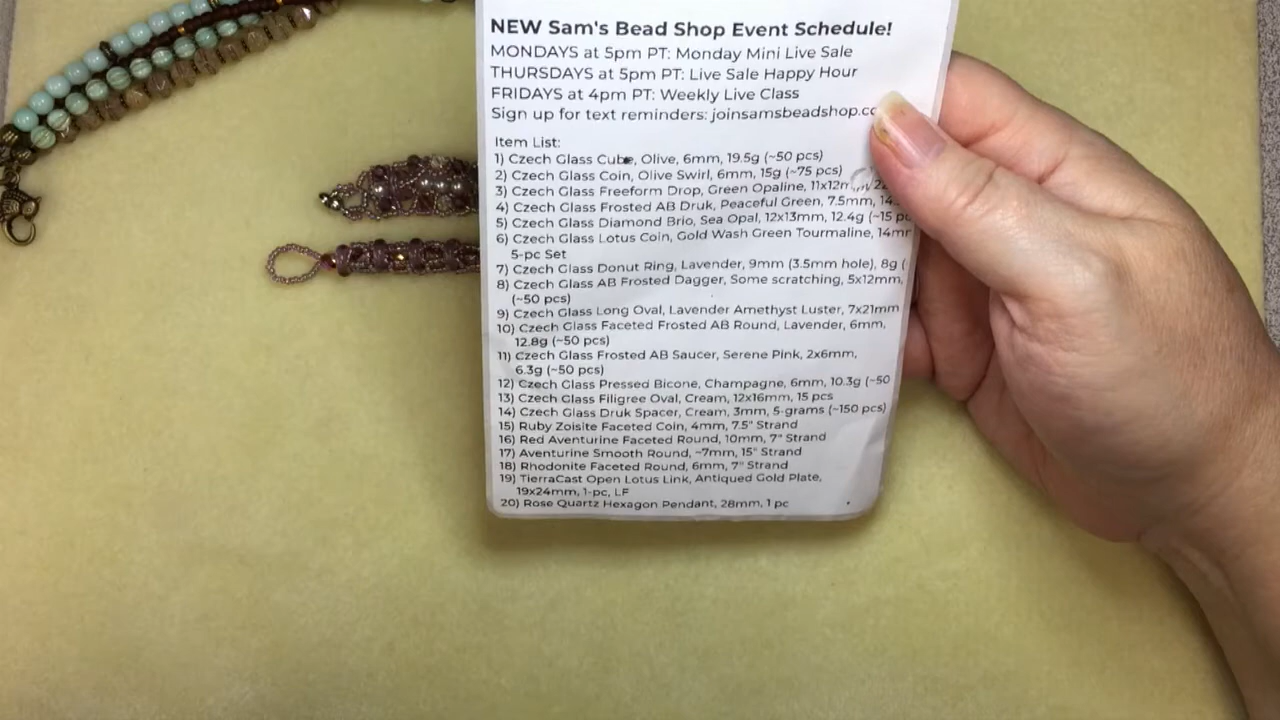 NEW Sam's Bead Shop Event Schedule!
MONDAYS at 5pm PT: Monday Mini Live Sale
THURSDAYS at 5pm PT: Live Sale Happy Hour
FRIDAYS at 4pm PT: Weekly Live Class
Sign up for text reminders:
Item List:
1) Czech Glass Cube, Olive, 6mm, 19.5g (~50 pcs)
2) Czech Glass Coin, Olive Swirl, 6mm, 15g (~75 pcs)
3) Czech Glass Freeform Drop, Green Opaline,
4) Czech Glass Frosted AB Druk, Peaceful Green, 7.5mm,
5) Czech Glass Diamond Brio, Sea Opal, 12x13mm, 12.4g (~15
6) Czech Glass Lotus Coin, Gold Wash Green Tourmaline,
5-pc Set
7) Czech Glass Donut Ring, Lavender, 9mm (3.5mm hole), 8g (
8) Czech Glass AB Frosted Dagger, Some scratching, 5x12mm,
(~50 pcs)
9) Czech Glass Long Oval, Lavender Amethyst Luster, 7x21mm
10) Czech Glass Faceted Frosted AB Round, Lavender, 6mm,
12.8g (~50 pcs)
11) Czech Glass Frosted AB Saucer, Serene Pink, 2x6mm,
6.3g (~50 pcs)
12) Czech Glass Pressed Bicone, Champagne, 6mm, 10.3g (~50
13) Czech Glass Filigree Oval, Cream, 12x16mm, 15 pcs
14) Czech Glass Druk Spacer, Cream, 3mm, 5-grams (~150 pcs)
15) Ruby Zoisite Faceted Coin, 4mm, 7.5" Strand
16) Red Aventurine Faceted Round, 10mm, 7" Strand
17) Aventurine Smooth Round, ~7mm, 15" Strand
18) Rhodonite Faceted Round, 6mm, 7" Strand
19) TierraCast Open Lotus Link, Antiqued Gold Plate,
19x24mm, 1-pc, LF
20) Rose Quartz Hexagon Pendant, 28mm, 1 pc